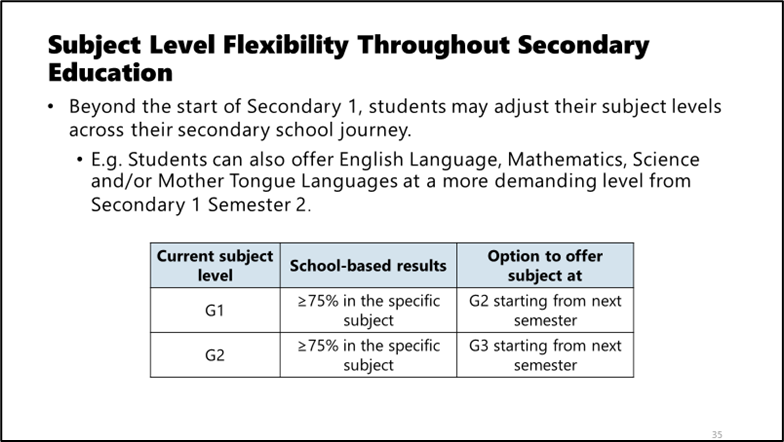 Subject Level Flexibility Throughout Secondary
Education
• Beyond the start of Secondary 1, students may adjust their subject levels
across their secondary school journey.
• E.g. Students can also offer English Language, Mathematics, Science
and/or Mother Tongue Languages at a more demanding level from
Secondary 1 Semester 2.
Current subject
level
School-based results
Option to offer
subject at
G1
≥75% in the specific
subject
G2 starting from next
semester
G2
≥75% in the specific
subject
G3 starting from next
semester
35